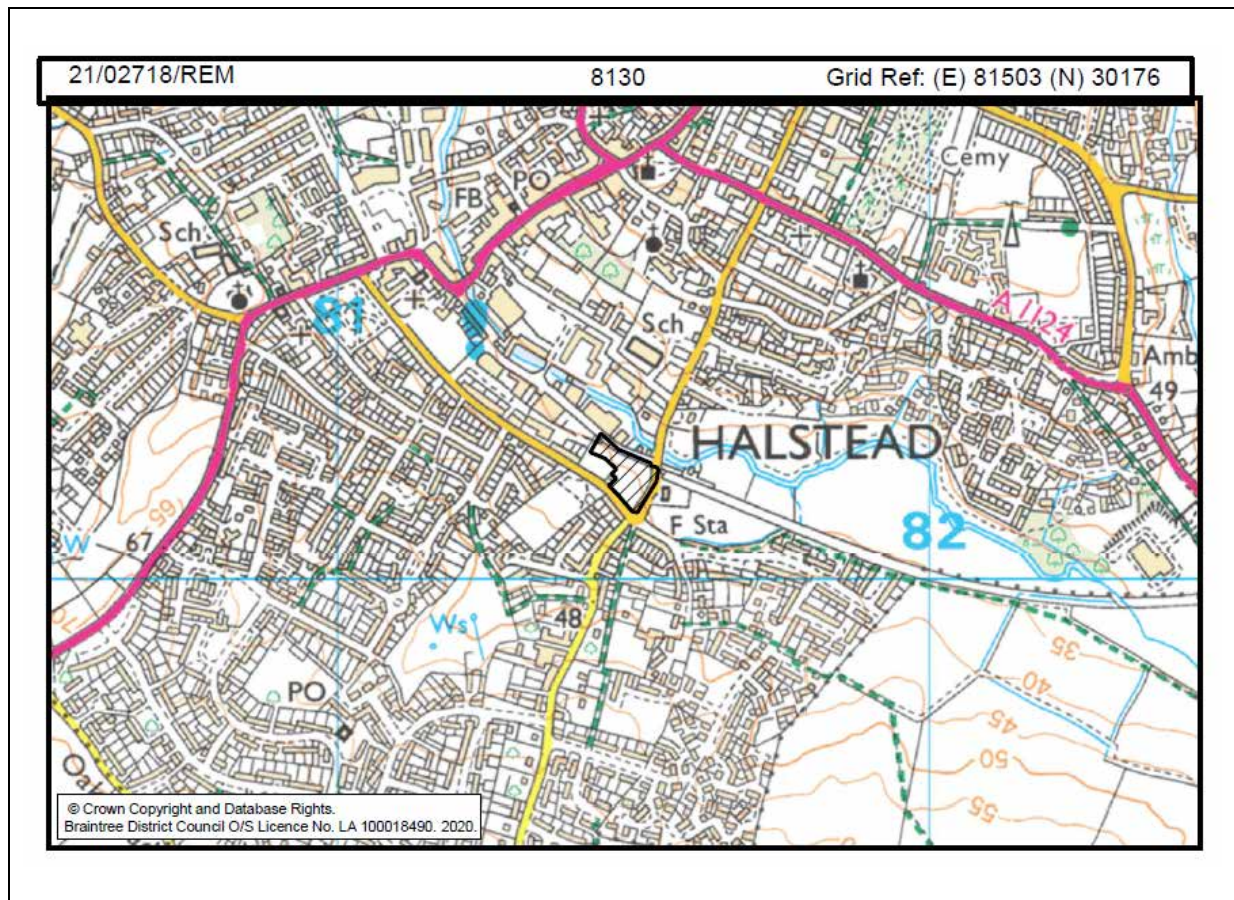 21/02718/REM 8130 Grid Ref: (E) 81503 (N) 30176
Cemy
PO
FB
Sch
81
A 1124
Sch
Amb
49
HALSTEAD
65
F Sta
82
W
67
70
Ws
48
35
PO
40
45
50
Oak
55
© Crown Copyright and Database Rights.
Braintree District Council O/S Licence No. LA 100018490. 2020.